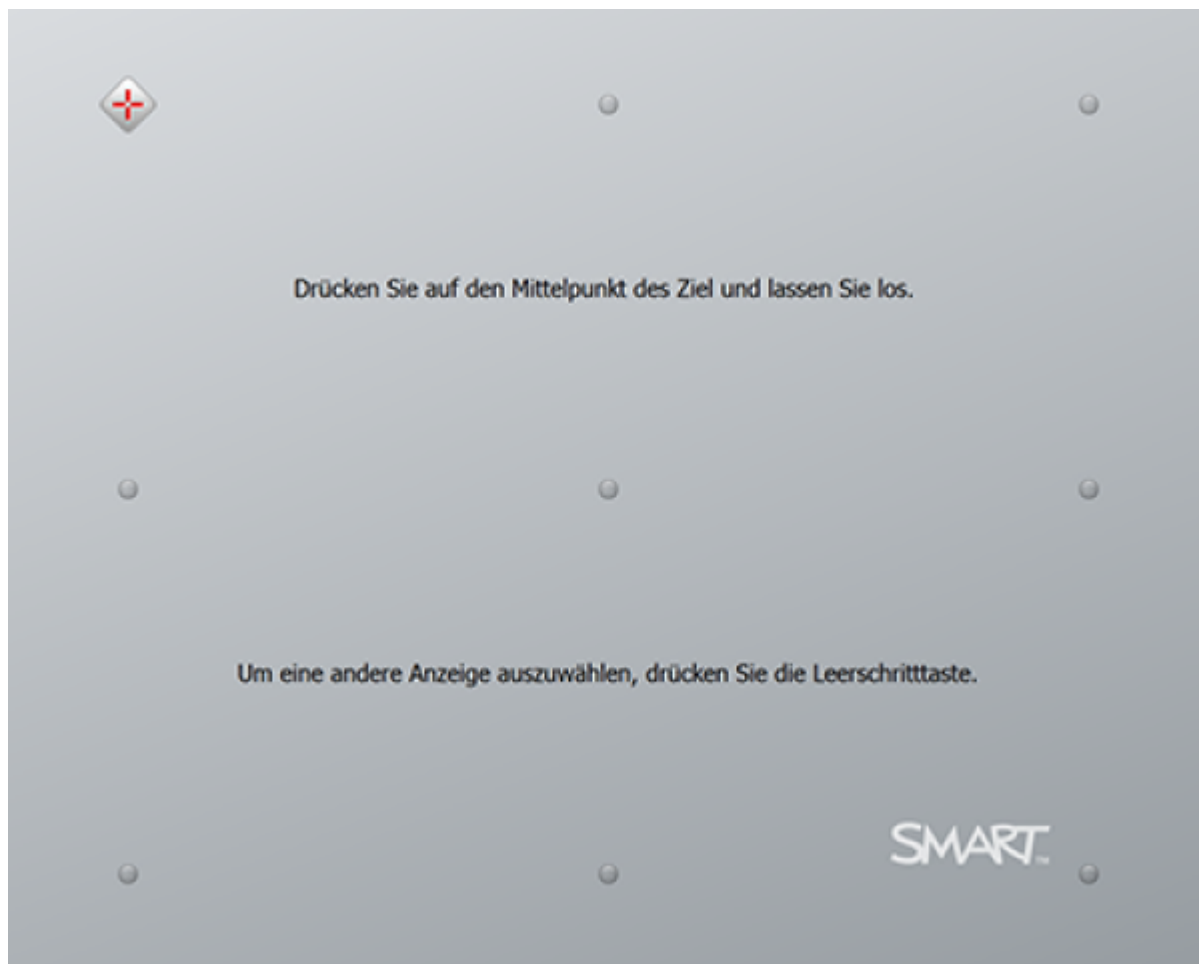 Drücken Sie auf den Mittelpunkt des Ziel und lassen Sie los.
Um eine andere Anzeige auszuwählen, drücken Sie die Leerschritttaste.
SMART™